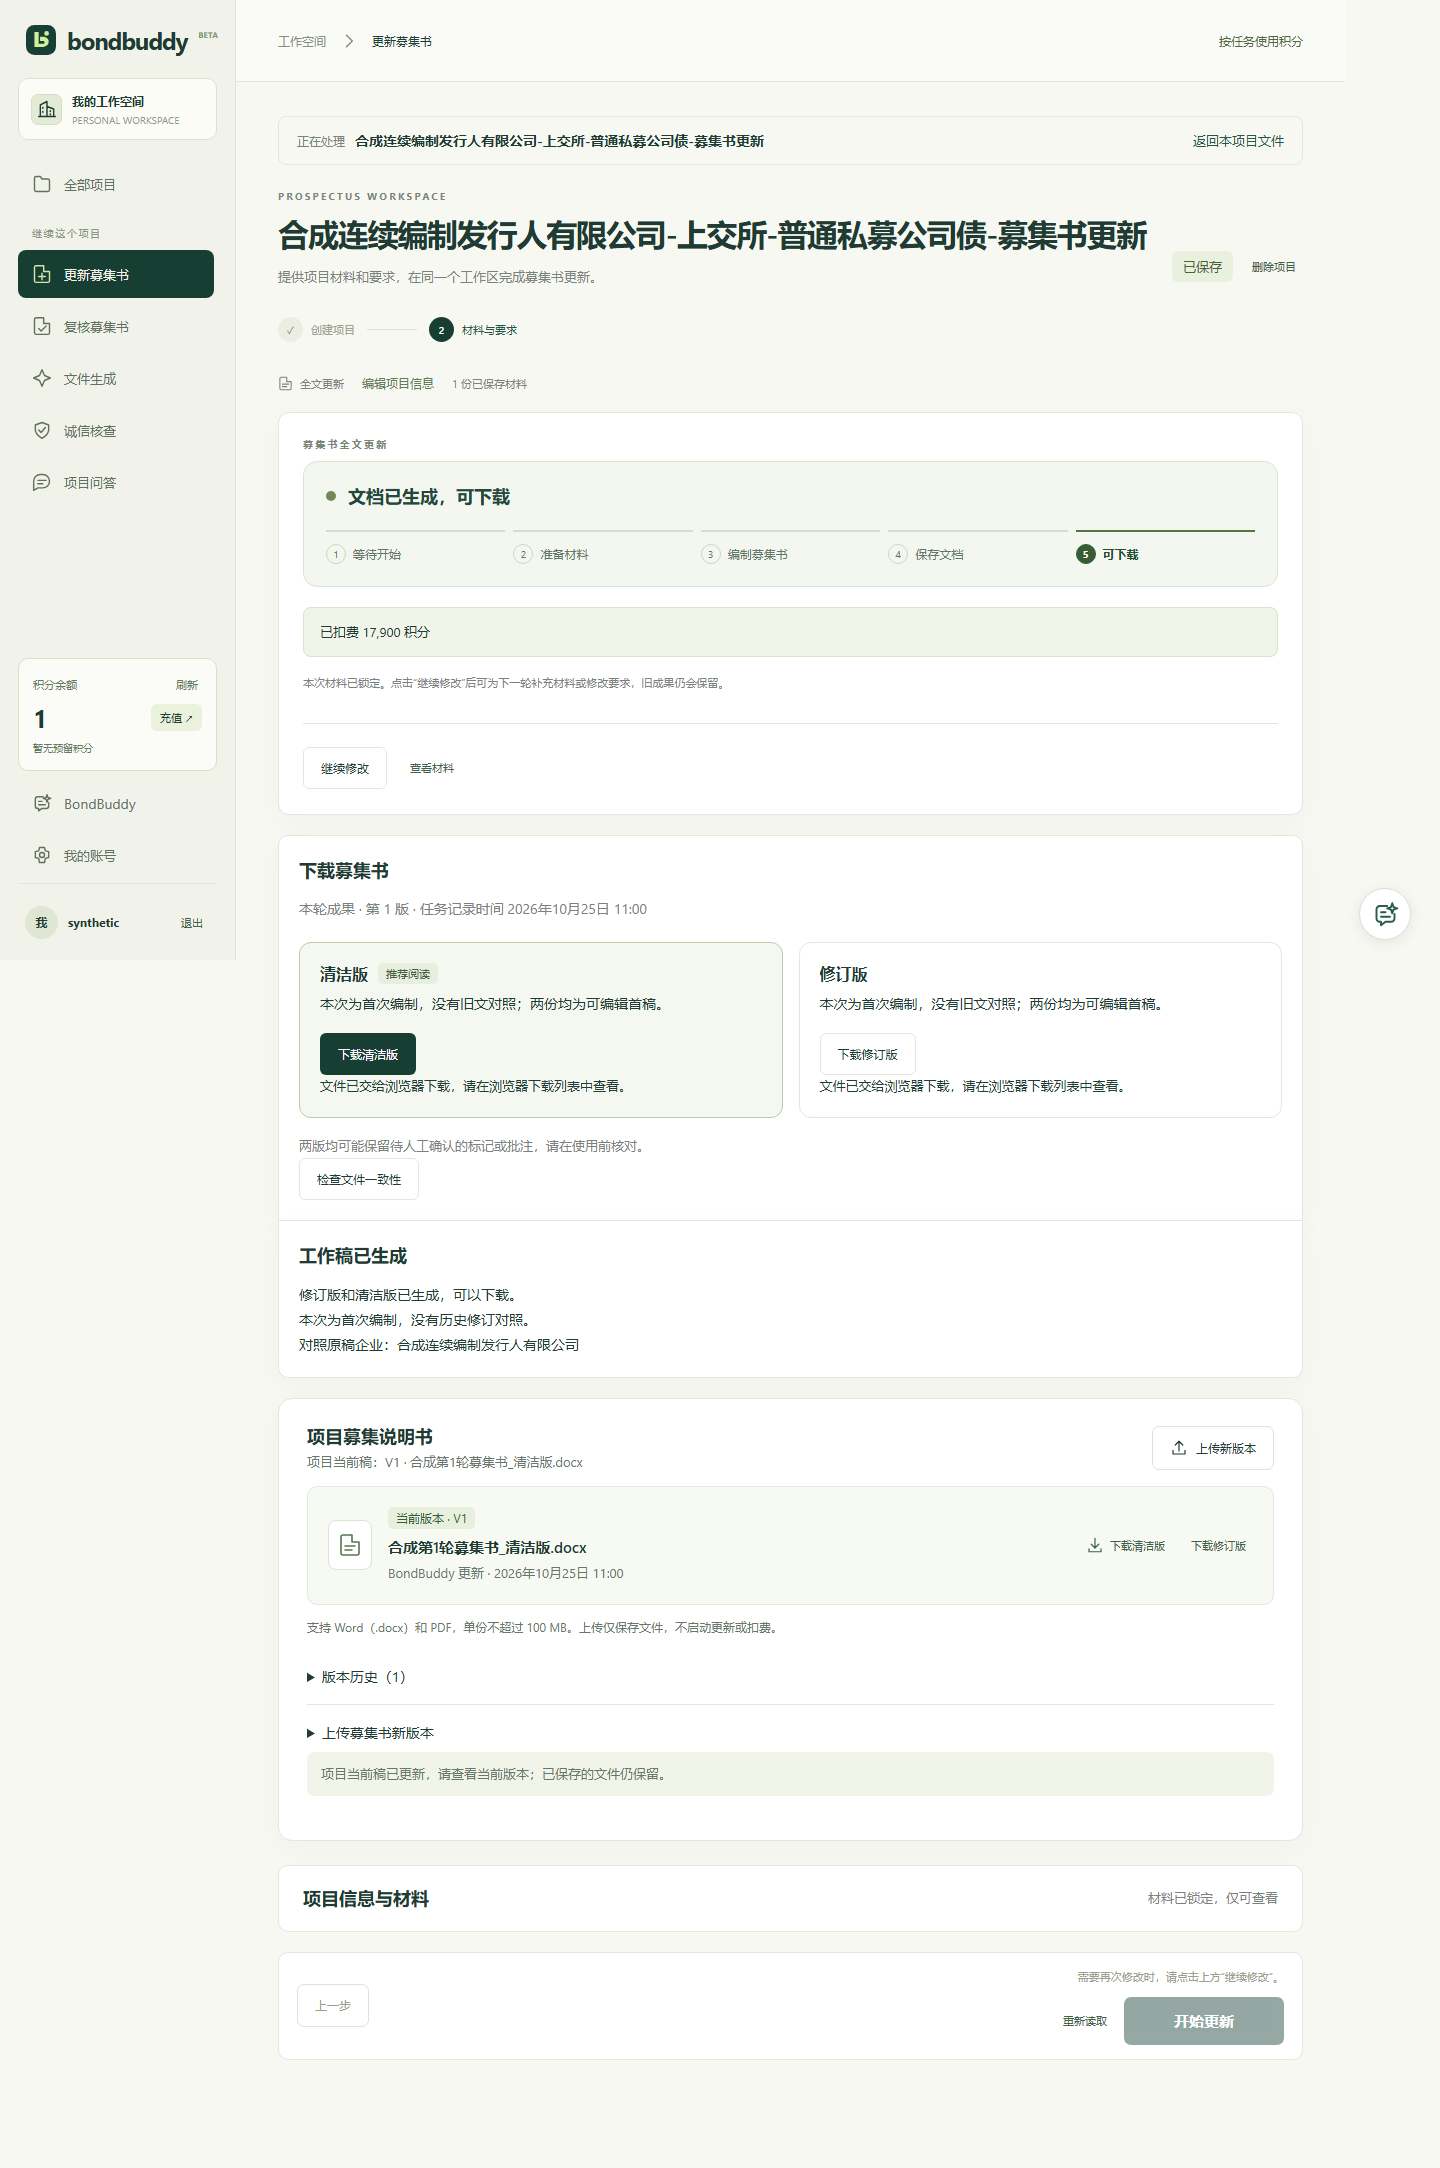 bondbuddy BETA
我的工作空间
PERSONAL WORKSPACE
全部项目
继续这个项目
更新募集书
复核募集书
文件生成
诚信核查
项目问答
积分余额 刷新
1 充值 ↗
暂无预留积分
BondBuddy
我的账号
我 synthetic 退出
工作空间 更新募集书 按任务使用积分
正在处理 合成连续编制发行人有限公司-上交所-普通私募公司债-募集书更新 返回本项目文件
PROSPECTUS WORKSPACE
合成连续编制发行人有限公司-上交所-普通私募公司债-募集书更新
提供项目材料和要求，在同一个工作区完成募集书更新。
已保存 删除项目
✓ 创建项目 2 材料与要求
全文更新 编辑项目信息 1 份已保存材料
募集书全文更新
文档已生成，可下载
1 等待开始 2 准备材料 3 编制募集书 4 保存文档 5 可下载
已扣费 17,900 积分
本次材料已锁定。点击“继续修改”后可为下一轮补充材料或修改要求，旧成果仍会保留。
继续修改 查看材料
下载募集书
本轮成果 · 第 1 版 · 任务记录时间 2026年10月25日 11:00
清洁版 推荐阅读
本次为首次编制，没有旧文对照；两份均为可编辑首稿。
下载清洁版
文件已交给浏览器下载，请在浏览器下载列表中查看。
修订版
本次为首次编制，没有旧文对照；两份均为可编辑首稿。
下载修订版
文件已交给浏览器下载，请在浏览器下载列表中查看。
两版均可能保留待人工确认的标记或批注，请在使用前核对。
检查文件一致性
工作稿已生成
修订版和清洁版已生成，可以下载。
本次为首次编制，没有历史修订对照。
对照原稿企业：合成连续编制发行人有限公司
项目募集说明书
项目当前稿：V1 · 合成第1轮募集书_清洁版.docx
上传新版本
当前版本 · V1
合成第1轮募集书_清洁版.docx
BondBuddy 更新 · 2026年10月25日 11:00
下载清洁版 下载修订版
支持 Word（.docx）和 PDF，单份不超过 100 MB。上传仅保存文件，不启动更新或扣费。
▶ 版本历史（1）
▶ 上传募集书新版本
项目当前稿已更新，请查看当前版本；已保存的文件仍保留。
项目信息与材料 材料已锁定，仅可查看
需要再次修改时，请点击上方“继续修改”。
上一步 重新读取 开始更新